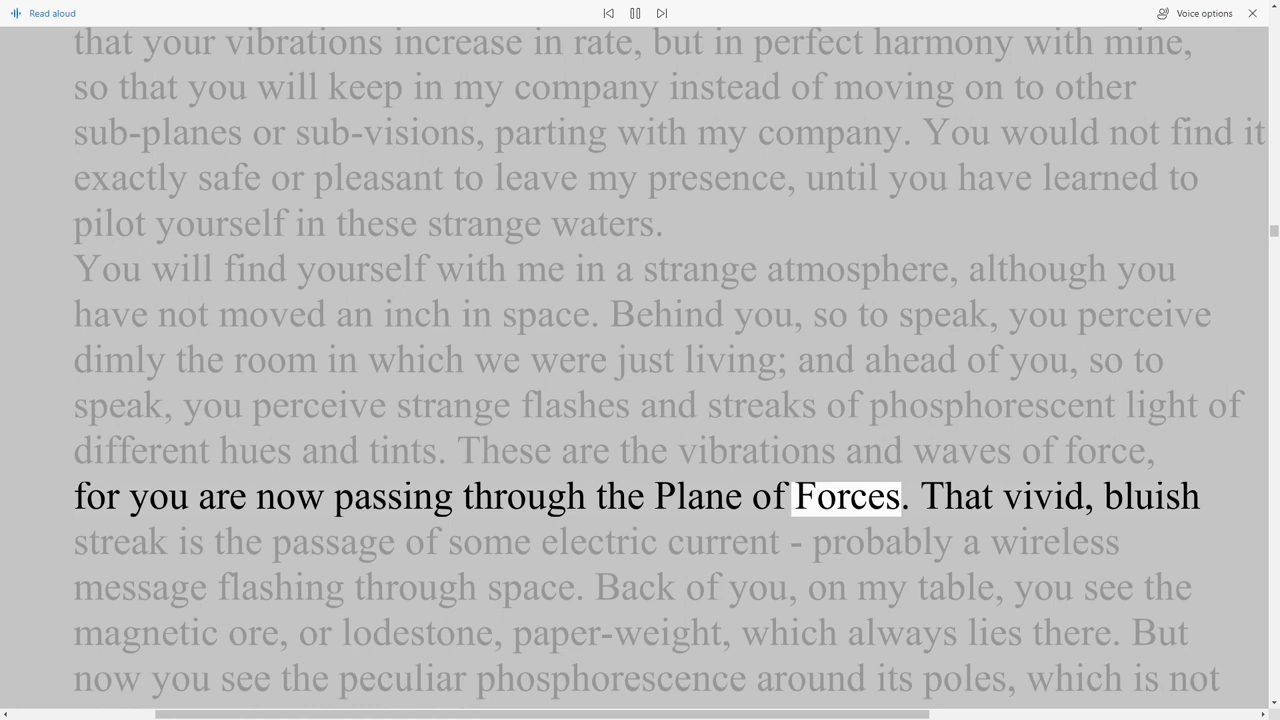 Read aloud
Voice options
that your vibrations increase in rate, but in perfect harmony with mine,
so that you will keep in my company instead of moving on to other
sub-planes or sub-visions, parting with my company. You would not find it
exactly safe or pleasant to leave my presence, until you have learned to
pilot yourself in these strange waters.
You will find yourself with me in a strange atmosphere, although you
have not moved an inch in space. Behind you, so to speak, you perceive
dimly the room in which we were just living; and ahead of you, so to
speak, you perceive strange flashes and streaks of phosphorescent light of
different hues and tints. These are the vibrations and waves of force,
for you are now passing through the Plane of Forces. That vivid, bluish
streak is the passage of some electric current - probably a wireless
message flashing through space. Back of you, on my table, you see the
magnetic ore, or lodestone, paper-weight, which always lies there. But
now you see the peculiar phosphorescence around its poles, which is not